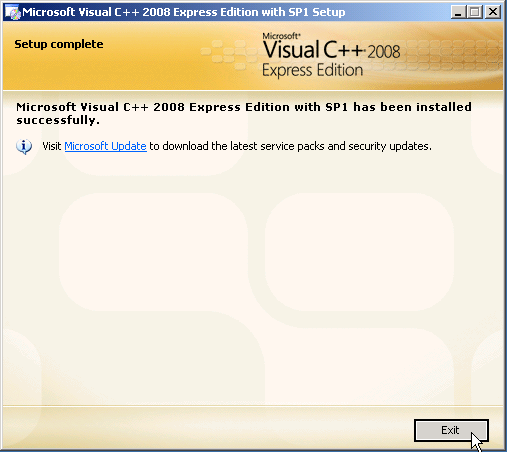 Microsoft Visual C++ 2008 Express Edition with SP1 Setup
Setup complete
Microsoft®
Visual C++ 2008
Express Edition
Microsoft Visual C++ 2008 Express Edition with SP1 has been installed
successfully.
Visit Microsoft Update to download the latest service packs and security updates.
Exit